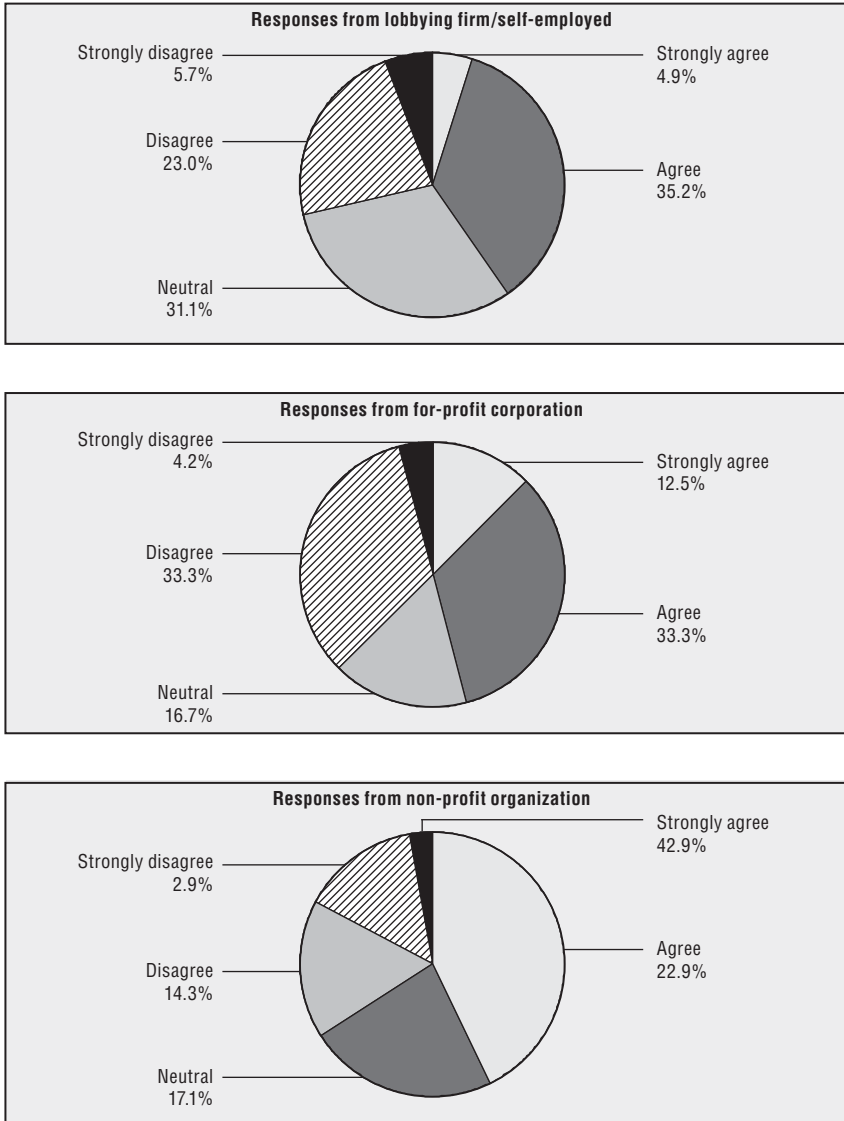 Responses from lobbying firm/self-employed
Strongly disagree
5.7%
Strongly agree
4.9%
Disagree
23.0%
Agree
35.2%
Neutral
31.1%
Responses from for-profit corporation
Strongly disagree
4.2%
Strongly agree
12.5%
Disagree
33.3%
Agree
33.3%
Neutral
16.7%
Responses from non-profit organization
Strongly agree
42.9%
Strongly disagree
2.9%
Agree
22.9%
Disagree
14.3%
Neutral
17.1%